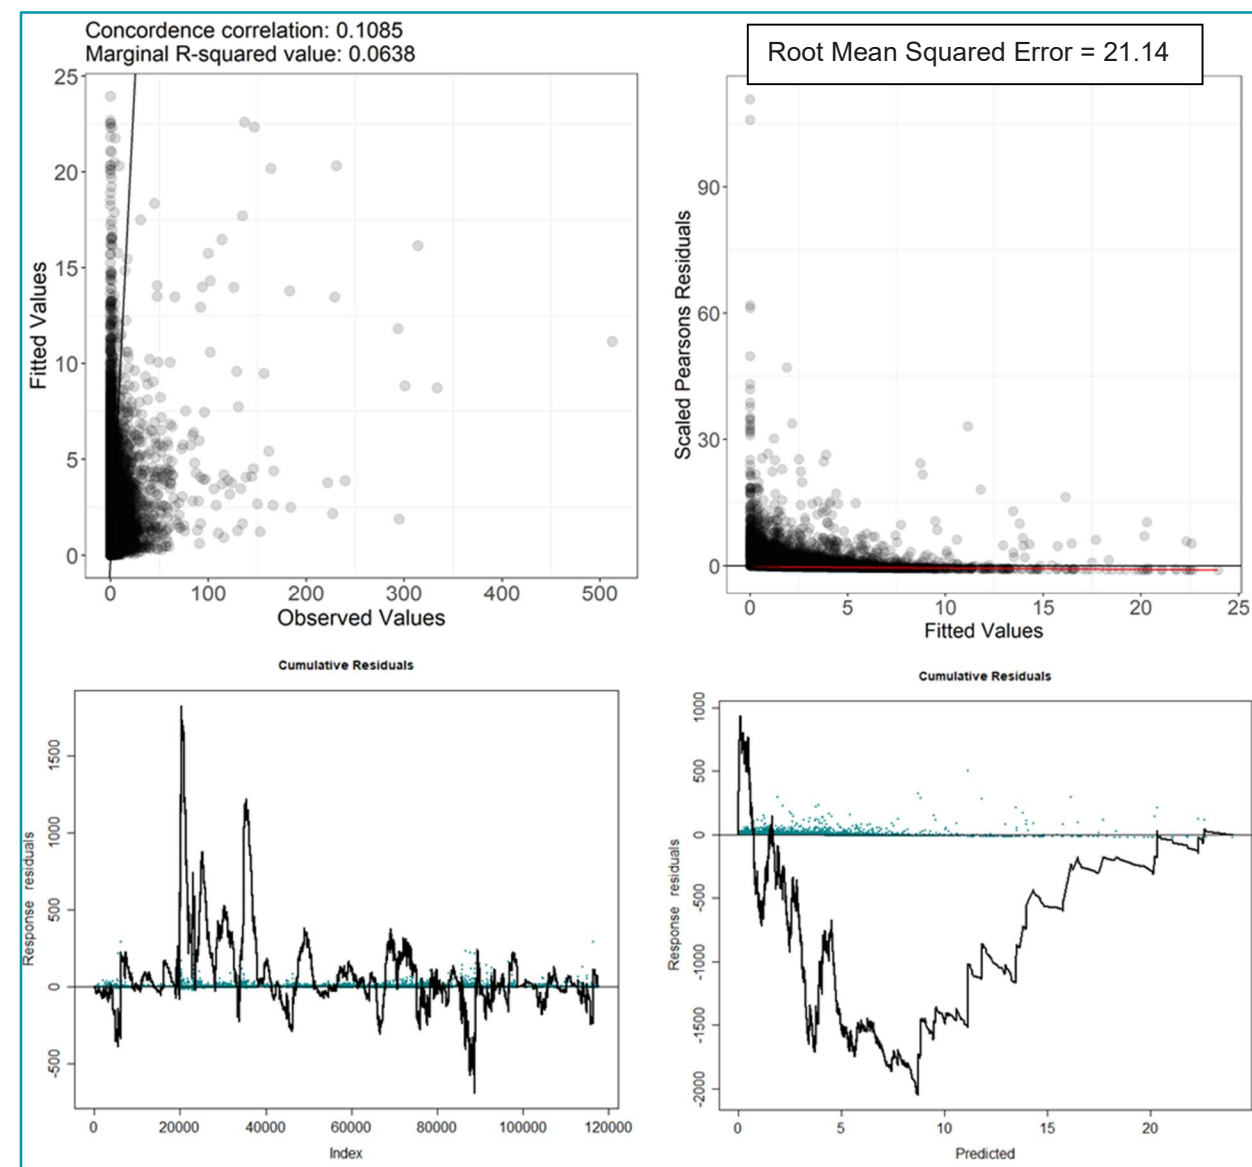 Concordence correlation: 0.1085
Marginal R-squared value: 0.0638
Root Mean Squared Error = 21.14
25
20
15
10
5
0
Fitted Values
0 100 200 300 400 500
Observed Values
90
60
30
0
Scaled Pearsons Residuals
0 5 10 15 20 25
Fitted Values
Cumulative Residuals
1500
1000
500
0
-500
Response residuals
0 20000 40000 60000 80000 100000 120000
Index
Cumulative Residuals
1000
500
0
-500
-1000
-1500
-2000
Response residuals
0 5 10 15 20
Predicted